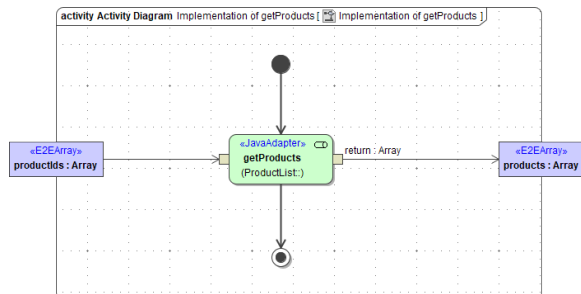 activity Activity Diagram Implementation of getProducts [ Implementation of getProducts ]
«E2EArray»
productIds : Array
«JavaAdapter»
getProducts
(ProductList::)
return : Array
«E2EArray»
products : Array